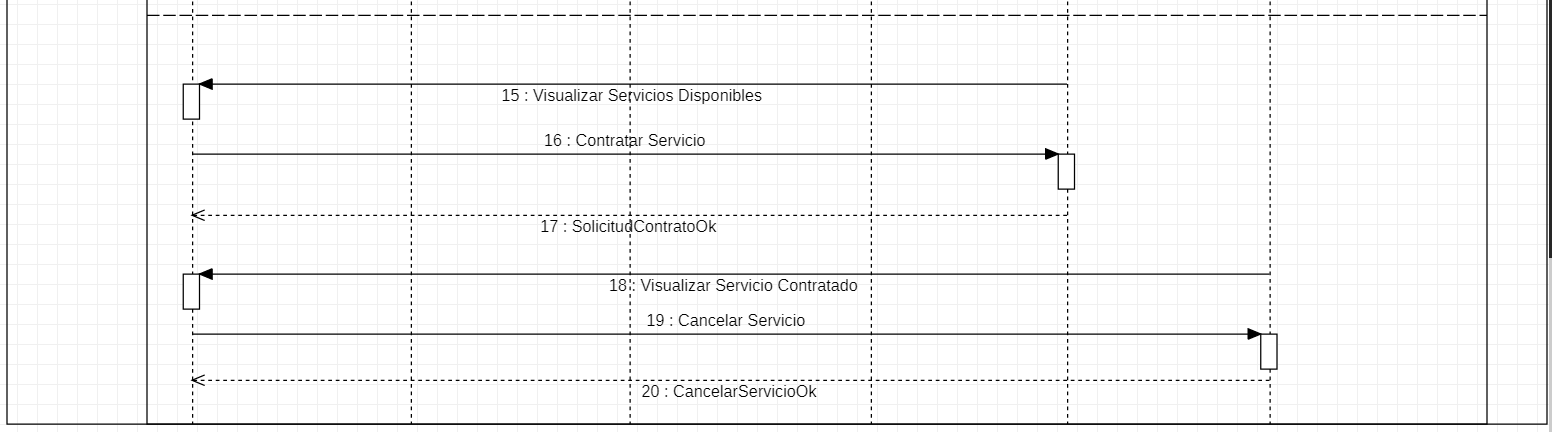 15 : Visualizar Servicios Disponibles
16 : Contratar Servicio
17 : SolicitudContratoOk
18 : Visualizar Servicio Contratado
19 : Cancelar Servicio
20 : CancelarServicioOk